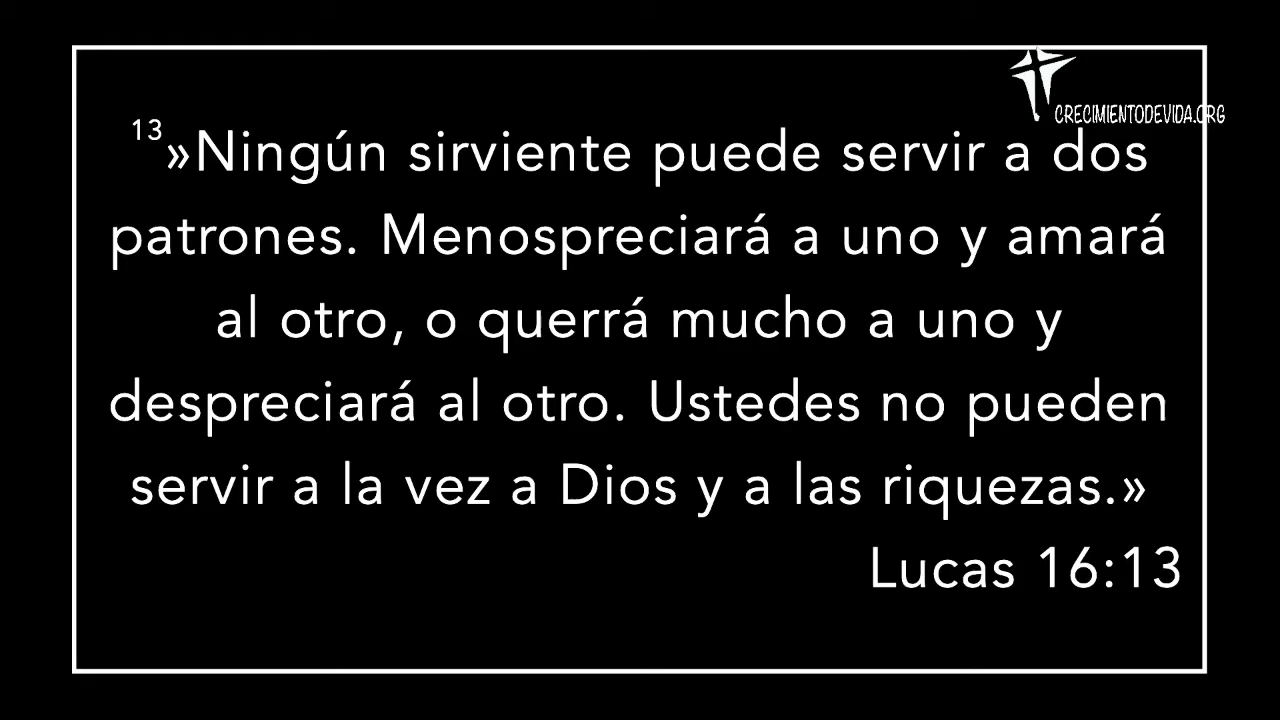 CRECIMIENTODEVIDA.ORG
13»Ningún sirviente puede servir a dos
patrones. Menospreciará a uno y amará
al otro, o querrá mucho a uno y
despreciará al otro. Ustedes no pueden
servir a la vez a Dios y a las riquezas.»
Lucas 16:13